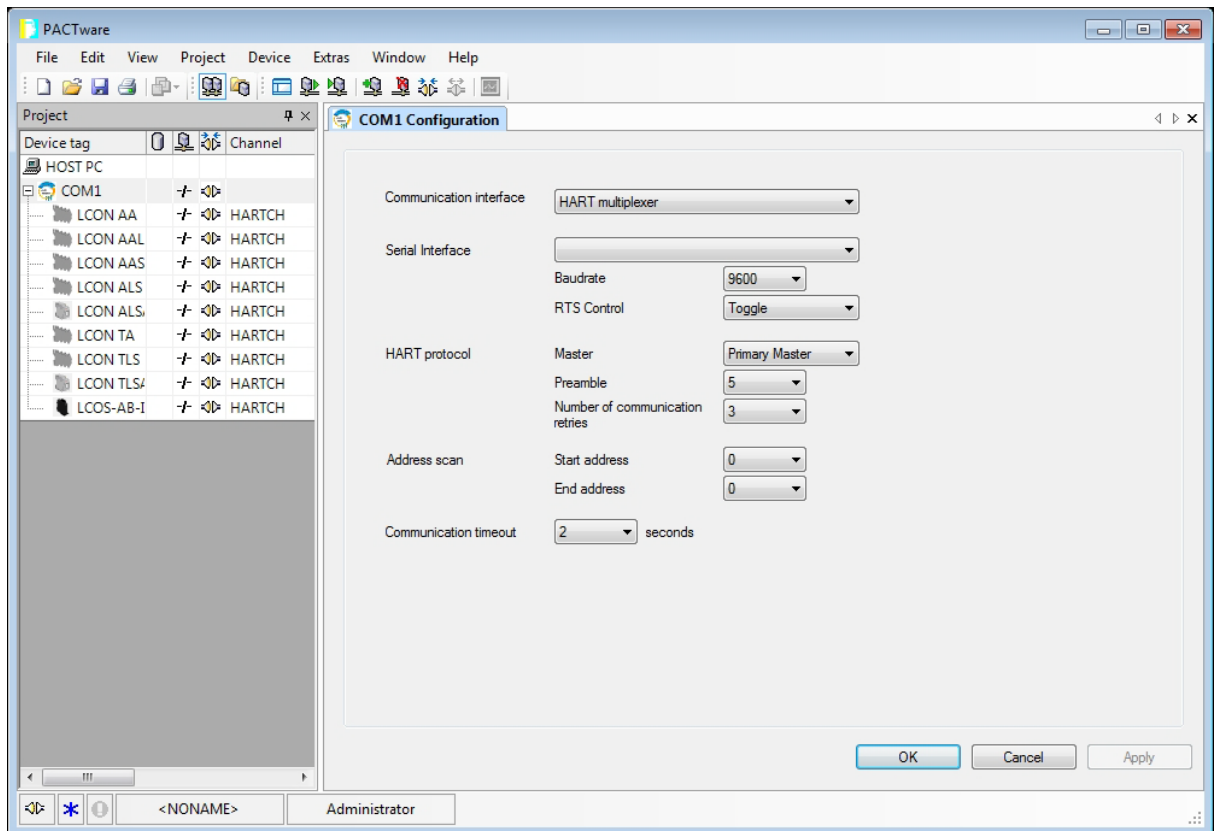 PACTware
File Edit View Project Device Extras Window Help
Project
COM1 Configuration
Device tag Channel
HOST PC
COM1
LCON AA HARTCH
LCON AAL HARTCH
LCON AAS HARTCH
LCON ALS HARTCH
LCON ALSA HARTCH
LCON TA HARTCH
LCON TLS HARTCH
LCON TLSA HARTCH
LCOS-AB-I HARTCH
Communication interface HART multiplexer
Serial Interface
Baudrate 9600
RTS Control Toggle
HART protocol Master Primary Master
Preamble 5
Number of communication
retries 3
Address scan Start address 0
End address 0
Communication timeout 2 seconds
OK Cancel Apply
<NONAME> Administrator